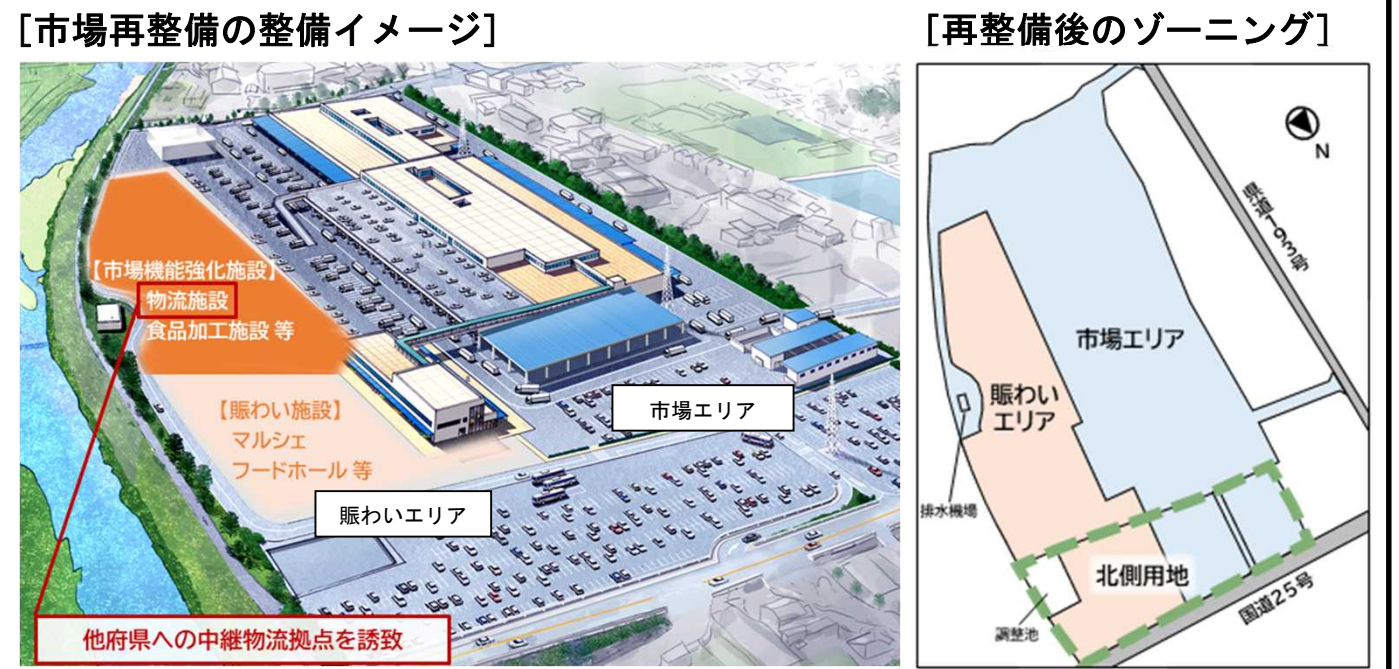 [市場再整備の整備イメージ]
[再整備後のゾーニング]
【市場機能強化施設】
物流施設
食品加工施設 等
【賑わい施設】
マルシェ
フードホール 等
市場エリア
賑わいエリア
他府県への中継物流拠点を誘致
N
県道193号
市場エリア
賑わい
エリア
排水機場
北側用地
調整池
国道25号